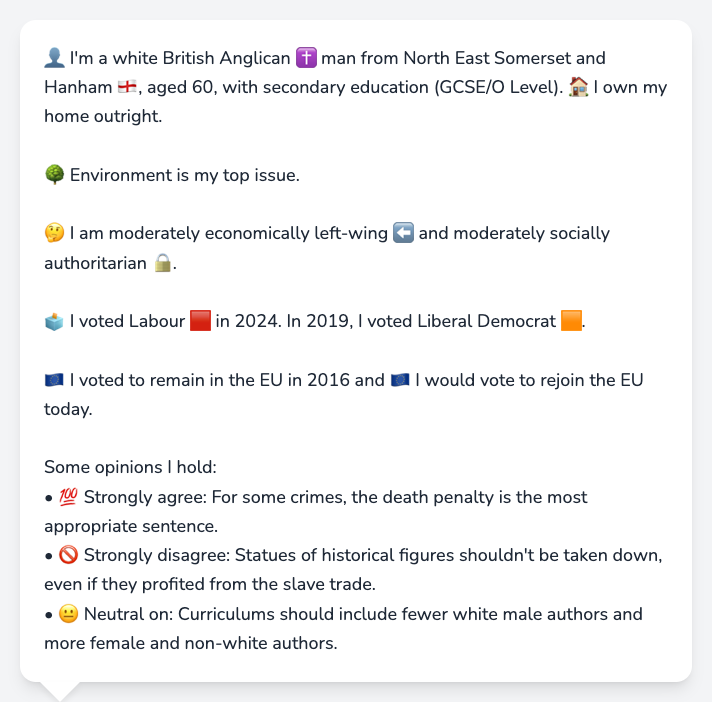 👤 I'm a white British Anglican ✝️ man from North East Somerset and
Hanham 🏴󠁧󠁢󠁥󠁮󠁧󠁿, aged 60, with secondary education (GCSE/O Level). 🏠 I own my
home outright.
🌳 Environment is my top issue.
🤔 I am moderately economically left-wing ⬅️ and moderately socially
authoritarian 🔒.
🗳️ I voted Labour 🟥 in 2024. In 2019, I voted Liberal Democrat 🟧.
🇪🇺 I voted to remain in the EU in 2016 and 🇪🇺 I would vote to rejoin the EU
today.
Some opinions I hold:
• 💯 Strongly agree: For some crimes, the death penalty is the most
appropriate sentence.
• 🚫 Strongly disagree: Statues of historical figures shouldn't be taken down,
even if they profited from the slave trade.
• 😐 Neutral on: Curriculums should include fewer white male authors and
more female and non-white authors.